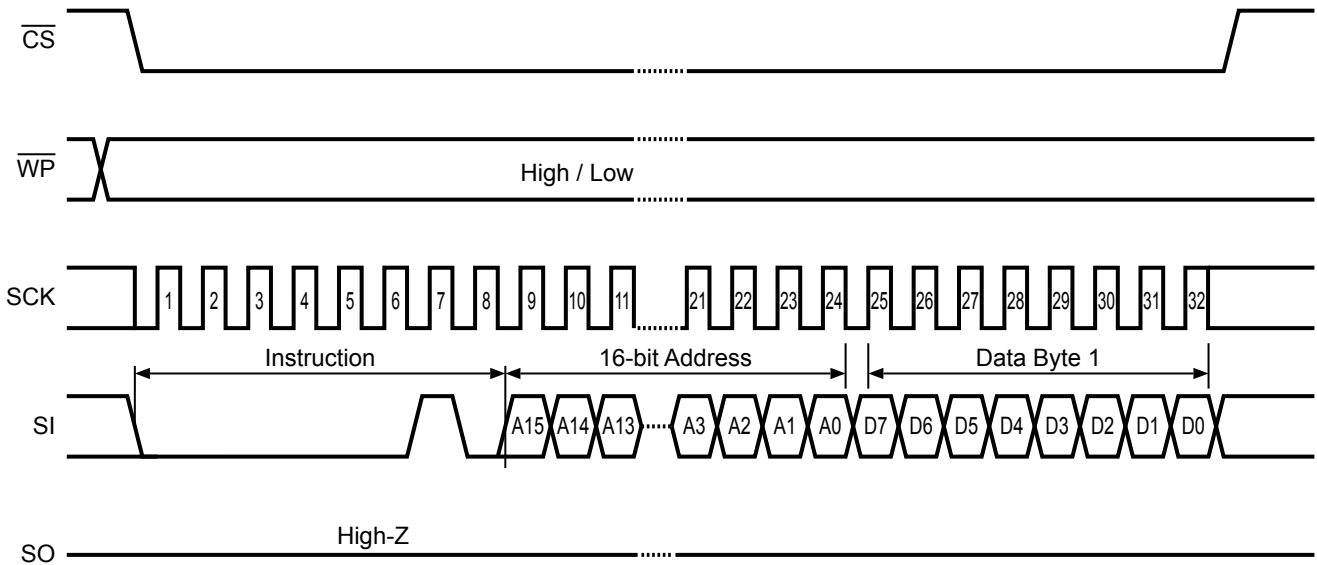 CS
WP
High / Low
SCK
1 2 3 4 5 6 7 8 9 10 11 21 22 23 24 25 26 27 28 29 30 31 32
Instruction 16-bit Address Data Byte 1
SI
A15 A14 A13 A3 A2 A1 A0 D7 D6 D5 D4 D3 D2 D1 D0
High-Z
SO